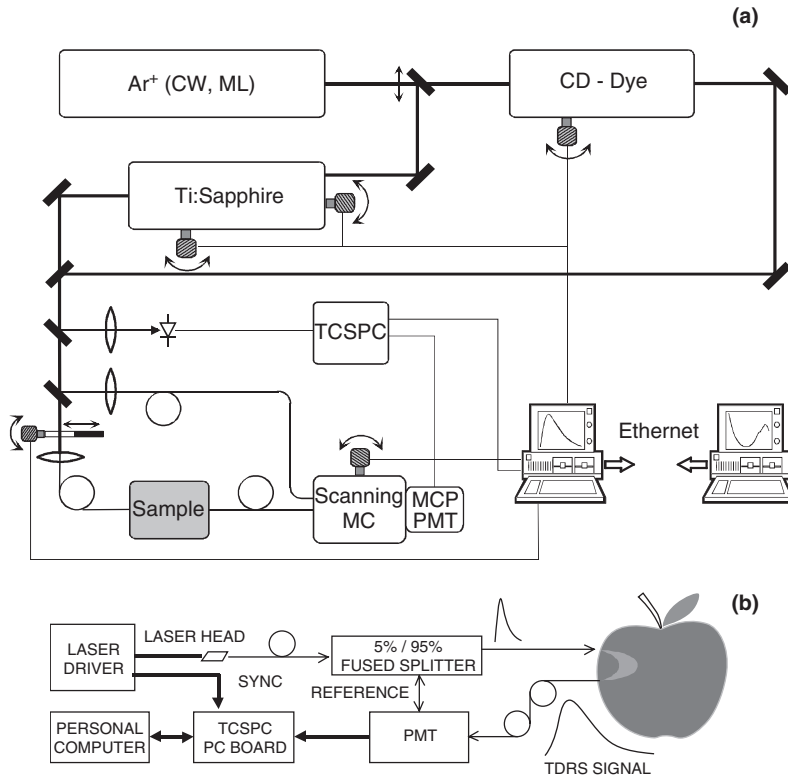 (a)
Ar+ (CW, ML)
CD - Dye
Ti:Sapphire
TCSPC
Ethernet
Sample
Scanning
MC
MCP
PMT
(b)
LASER
DRIVER
LASER HEAD
SYNC
5% / 95%
FUSED SPLITTER
REFERENCE
PERSONAL
COMPUTER
TCSPC
PC BOARD
PMT
TDRS SIGNAL